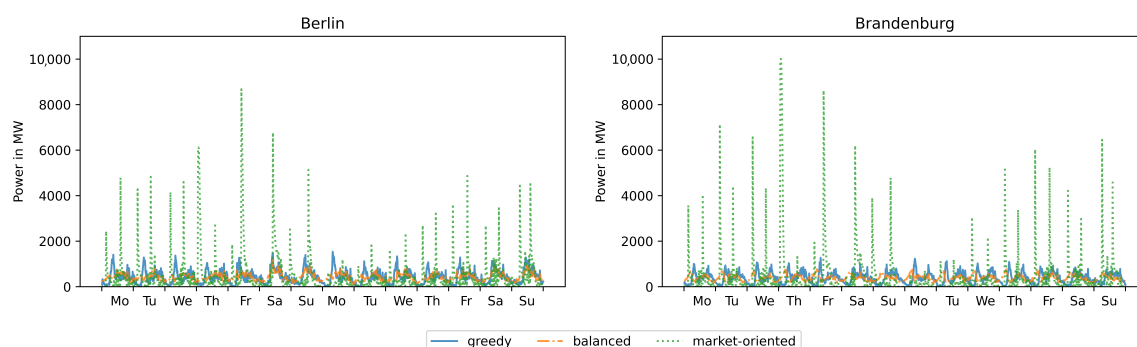 Berlin
Power in MW
10,000
8000
6000
4000
2000
0
Mo Tu We Th Fr Sa Su Mo Tu We Th Fr Sa Su
Brandenburg
Power in MW
10,000
8000
6000
4000
2000
0
Mo Tu We Th Fr Sa Su Mo Tu We Th Fr Sa Su
greedy balanced market-oriented